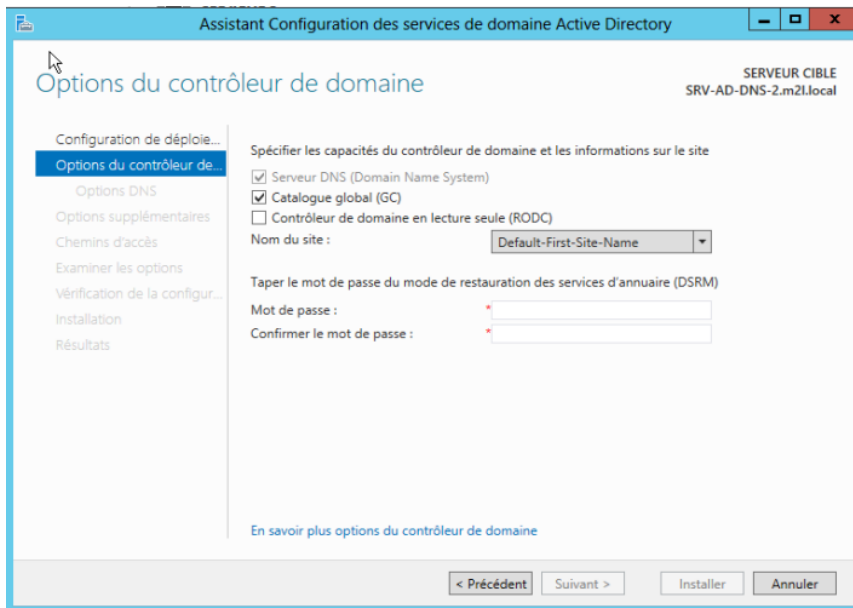 Assistant Configuration des services de domaine Active Directory
Options du contrôleur de domaine
SERVEUR CIBLE
SRV-AD-DNS-2.m2l.local
Configuration de déploie...
Options du contrôleur de...
Options DNS
Options supplémentaires
Chemins d'accès
Examiner les options
Vérification de la configur...
Installation
Résultats
Spécifier les capacités du contrôleur de domaine et les informations sur le site
Serveur DNS (Domain Name System)
Catalogue global (GC)
Contrôleur de domaine en lecture seule (RODC)
Nom du site : Default-First-Site-Name
Taper le mot de passe du mode de restauration des services d'annuaire (DSRM)
Mot de passe : *
Confirmer le mot de passe : *
En savoir plus options du contrôleur de domaine
< Précédent Suivant > Installer Annuler